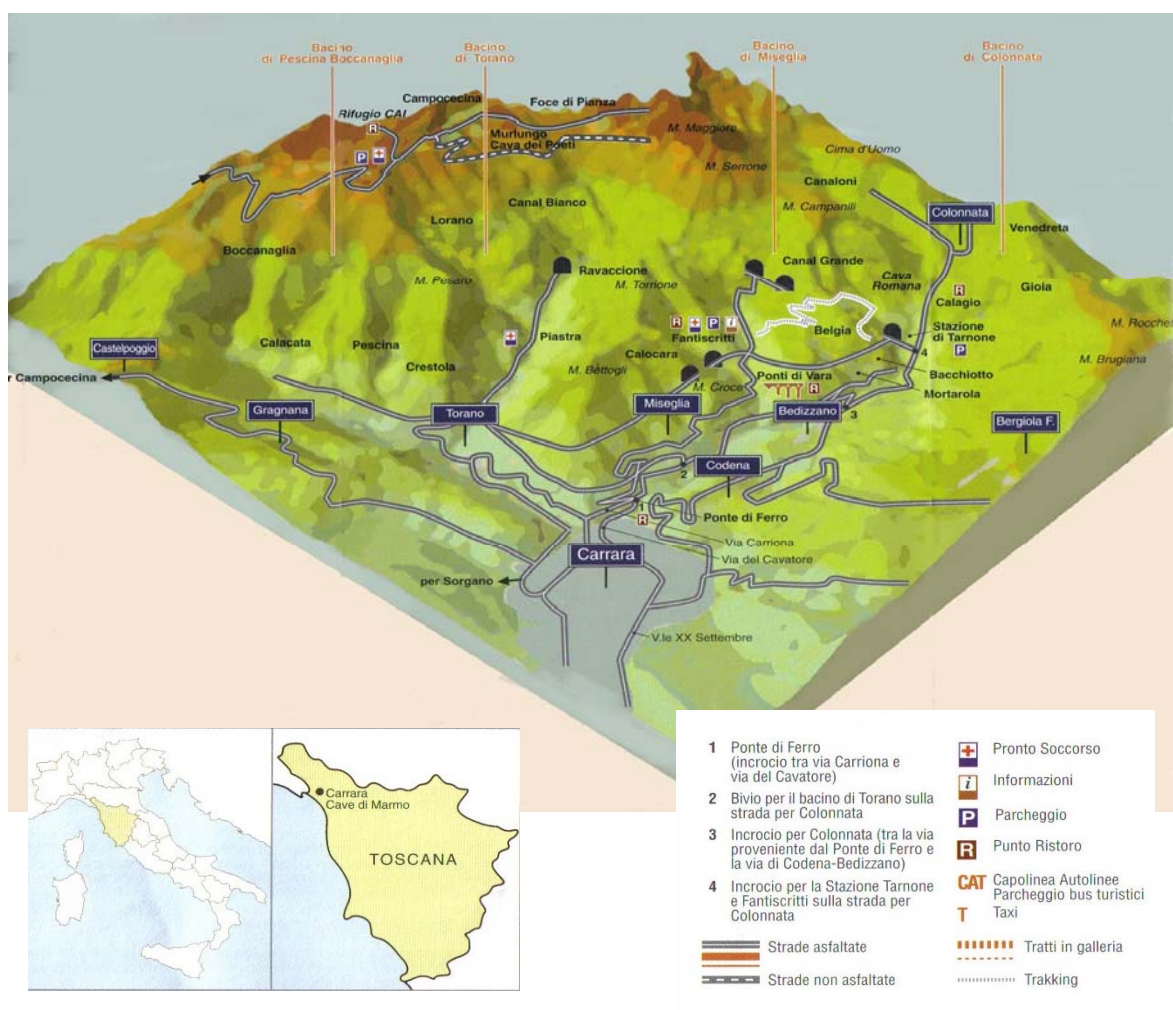 Bacino
di Pescina Boccanaglia
Bacino
di Torano
Bacino
di Miseglia
Bacino
di Colonnata
Campocecina
Foce di Pianza
Rifugio CAI
R
P
Murlungo
Cava dei Poeti
M. Maggiore
M. Serrone
Cima d'Uomo
Canaloni
M. Campanili
Colonnata
Venedreta
Lorano
Canal Bianco
Boccanaglia
M. Pesaro
Ravaccione
M. Torrione
Canal Grande
Cava
Romana
Gioia
R
Calagio
R
P
i
Fantiscritti
Belgia
Stazione
di Tarnone
P
4
Castelpoggio
Calacata
Pescina
Crestola
Piastra
Calocara
M. Bettogli
M. Croce
Ponti di Vara
R
Bacchiotto
Mortarola
M. Brugiana
r Campocecina
Gragnana
Torano
Miseglia
Bedizzano
3
Bergiola F.
2
Codena
1
R
Ponte di Ferro
Via Carriona
Via del Cavatore
Carrara
per Sorgano
V.le XX Settembre
Carrara
Cave di Marmo
TOSCANA
1 Ponte di Ferro
(incrocio tra via Carriona e
via del Cavatore)
2 Bivio per il bacino di Torano sulla
strada per Colonnata
3 Incrocio per Colonnata (tra la via
proveniente dal Ponte di Ferro e
la via di Codena-Bedizzano)
4 Incrocio per la Stazione Tarnone
e Fantiscritti sulla strada per
Colonnata
Strade asfaltate
Strade non asfaltate
Pronto Soccorso
i Informazioni
P Parcheggio
R Punto Ristoro
CAT Capolinea Autolinee
Parcheggio bus turistici
T Taxi
Tratti in galleria
Trakking